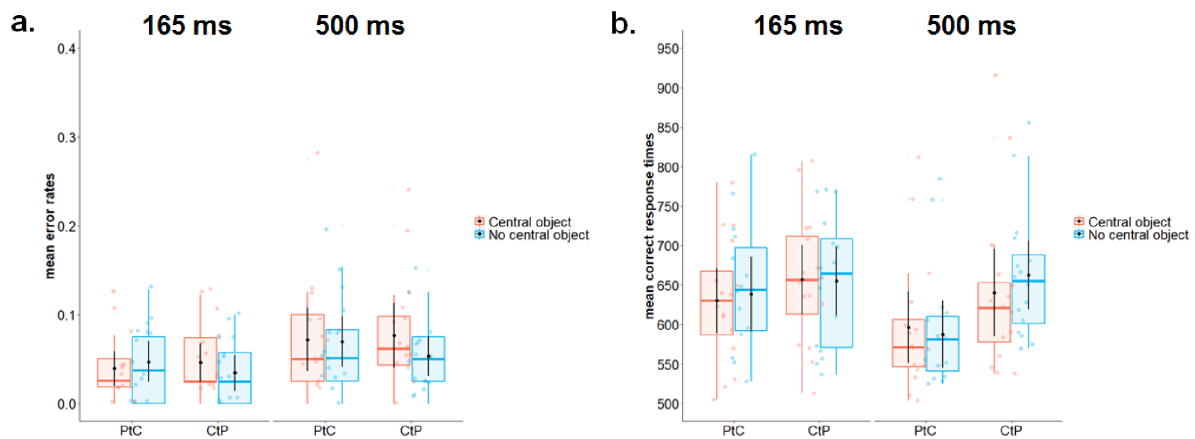 a.
165 ms
500 ms
mean error rates
0.4
0.3
0.2
0.1
0.0
PtC
CtP
PtC
CtP
Central object
No central object
b.
165 ms
500 ms
mean correct response times
950
900
850
800
750
700
650
600
550
500
PtC
CtP
PtC
CtP
Central object
No central object